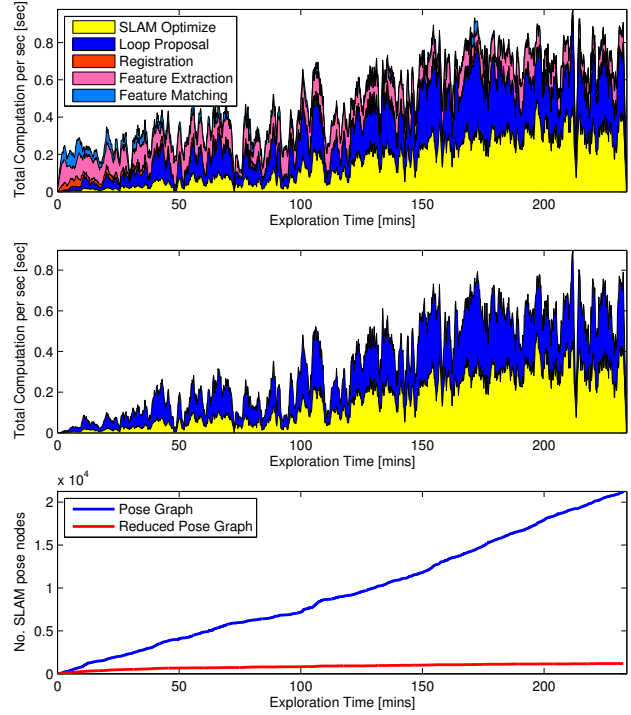 SLAM Optimize
Loop Proposal
Registration
Feature Extraction
Feature Matching
Total Computation per sec [sec]
0.8
0.6
0.4
0.2
0
0 50 100 150 200
Exploration Time [mins]
Total Computation per sec [sec]
0.8
0.6
0.4
0.2
0
0 50 100 150 200
Exploration Time [mins]
x 10^4
Pose Graph
Reduced Pose Graph
No. SLAM pose nodes
2
1.5
1
0.5
0
0 50 100 150 200
Exploration Time [mins]